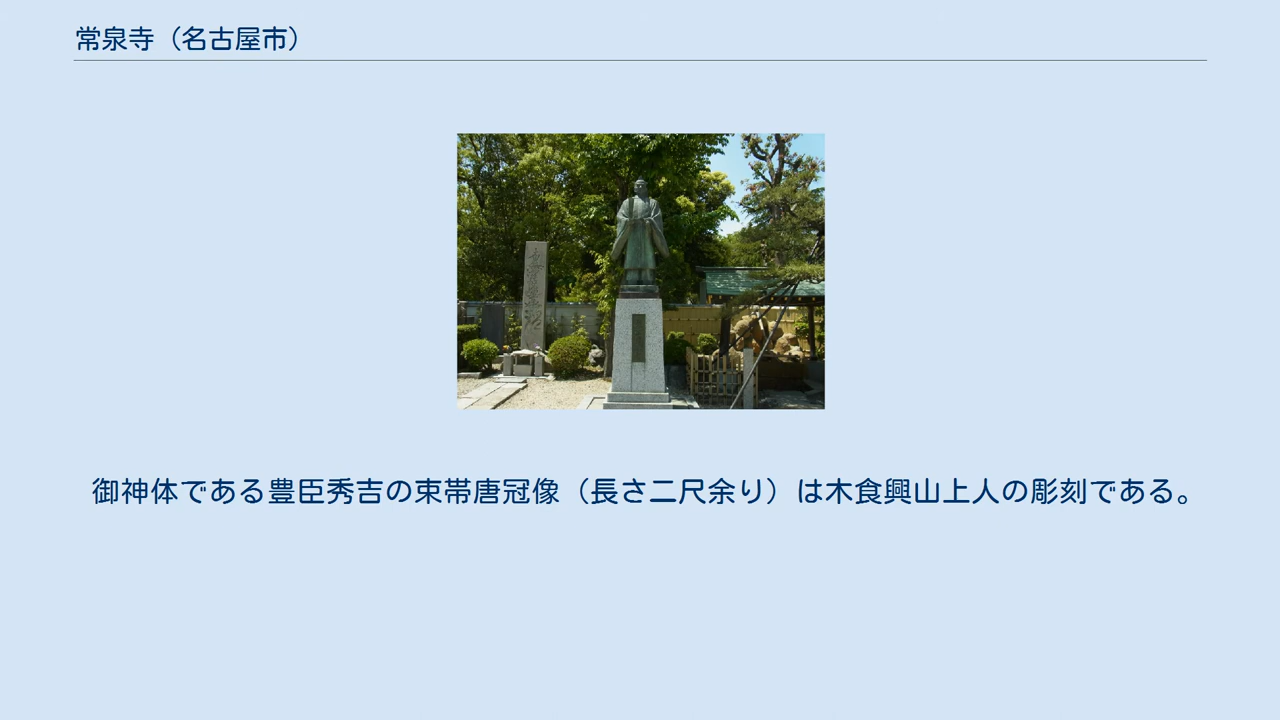 常泉寺（名古屋市）
御神体である豊臣秀吉の束帯唐冠像（長さ二尺余り）は木食興山上人の彫刻である。